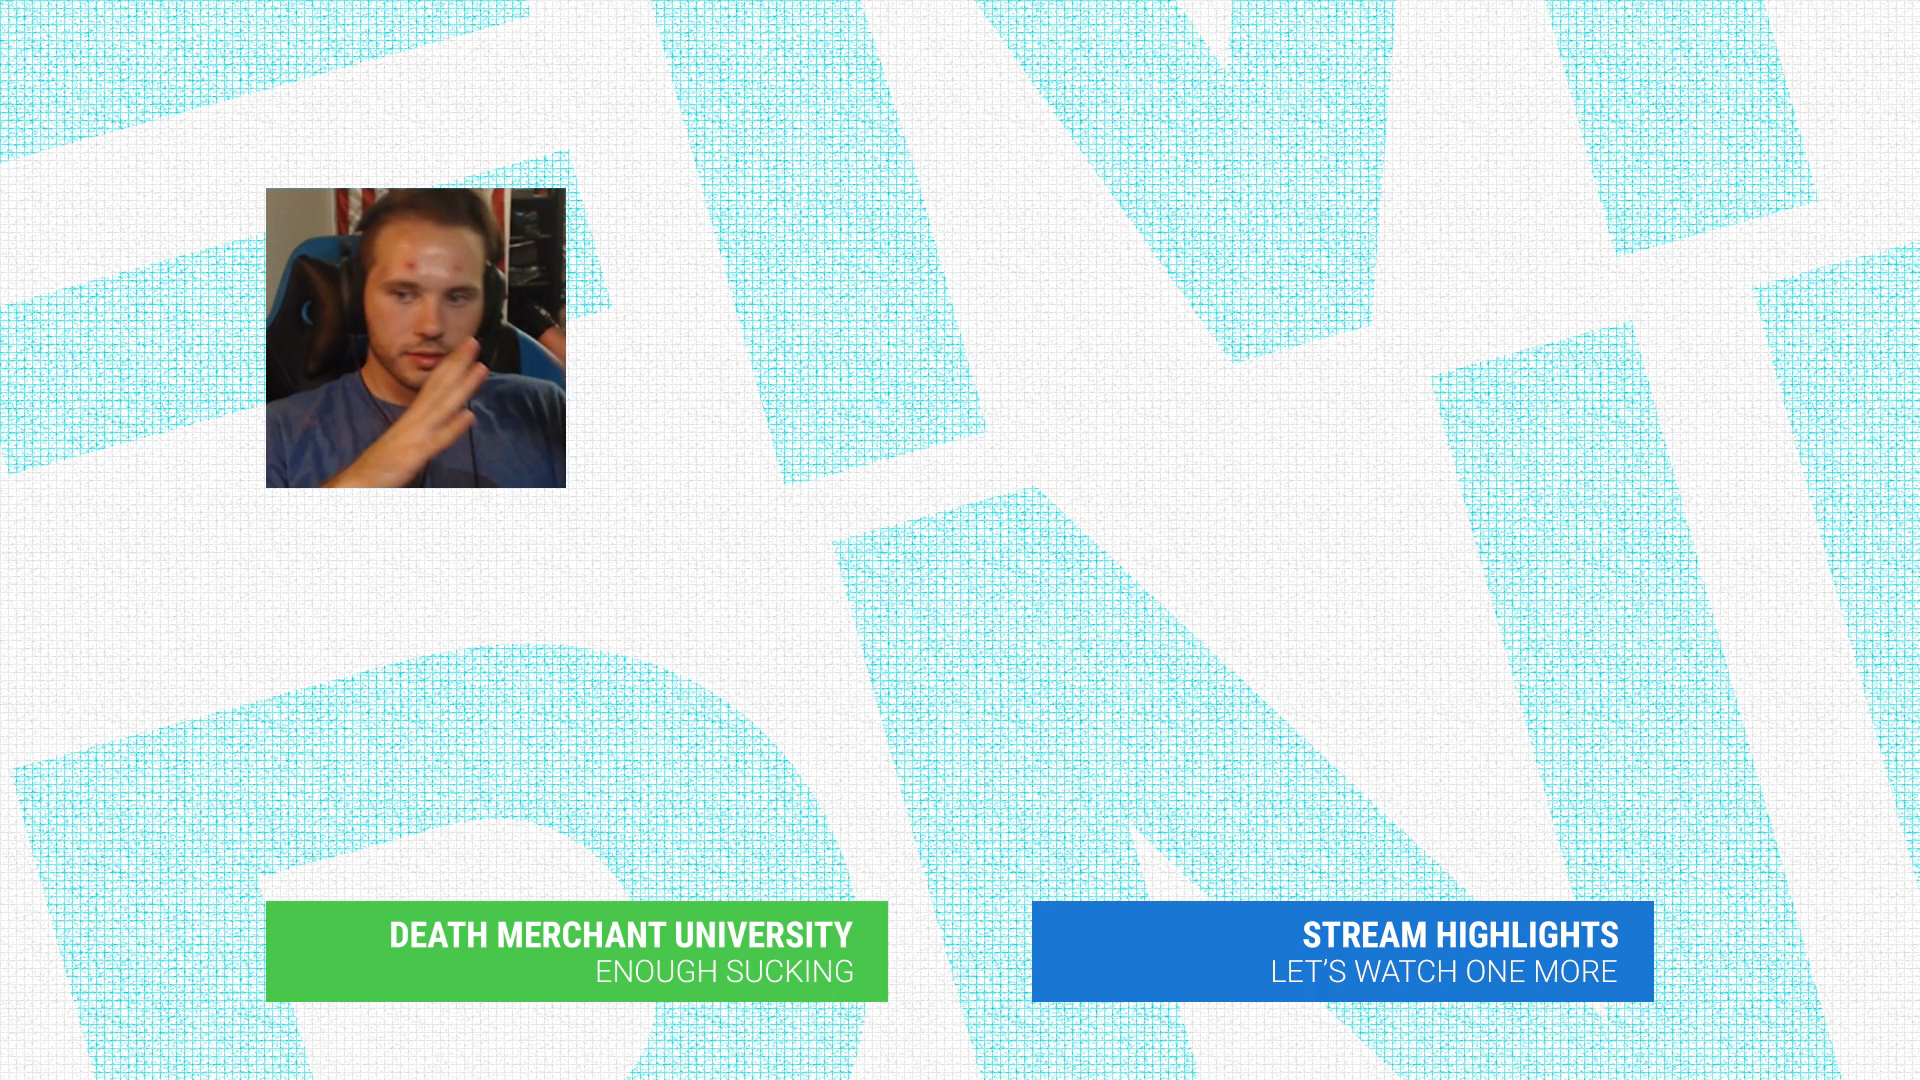 DEATH MERCHANT UNIVERSITY
ENOUGH SUCKING
STREAM HIGHLIGHTS
LET’S WATCH ONE MORE